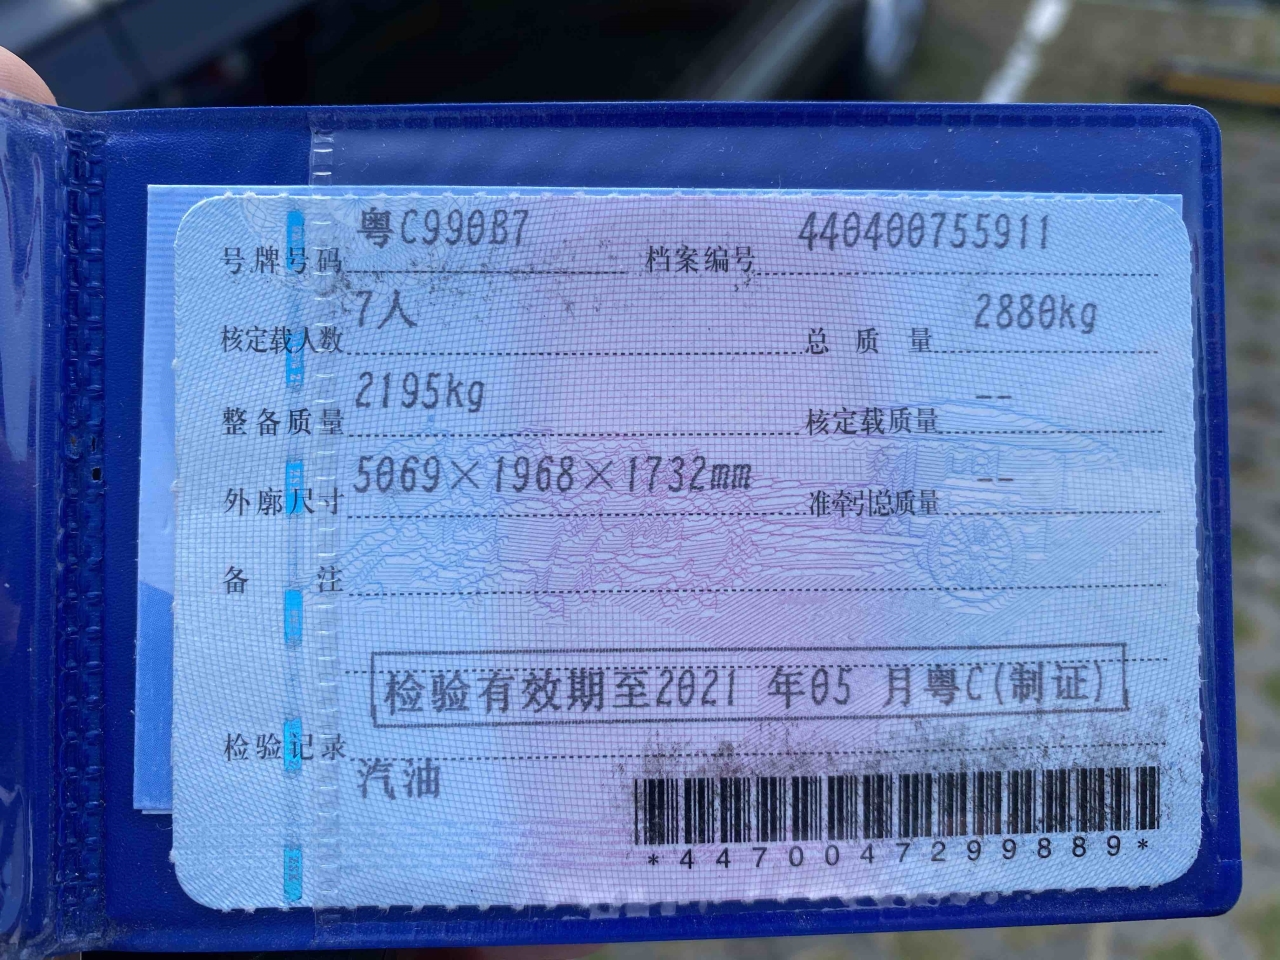 号牌号码 粤C990B7 档案编号 440400755911
核定载人数 7人 总质量 2880kg
整备质量 2195kg 核定载质量 --
外廓尺寸 5069×1968×1732mm 准牵引总质量 --
备注
检验有效期至2021 年05 月粤C(制证)
检验记录
汽油
*4470047299889*